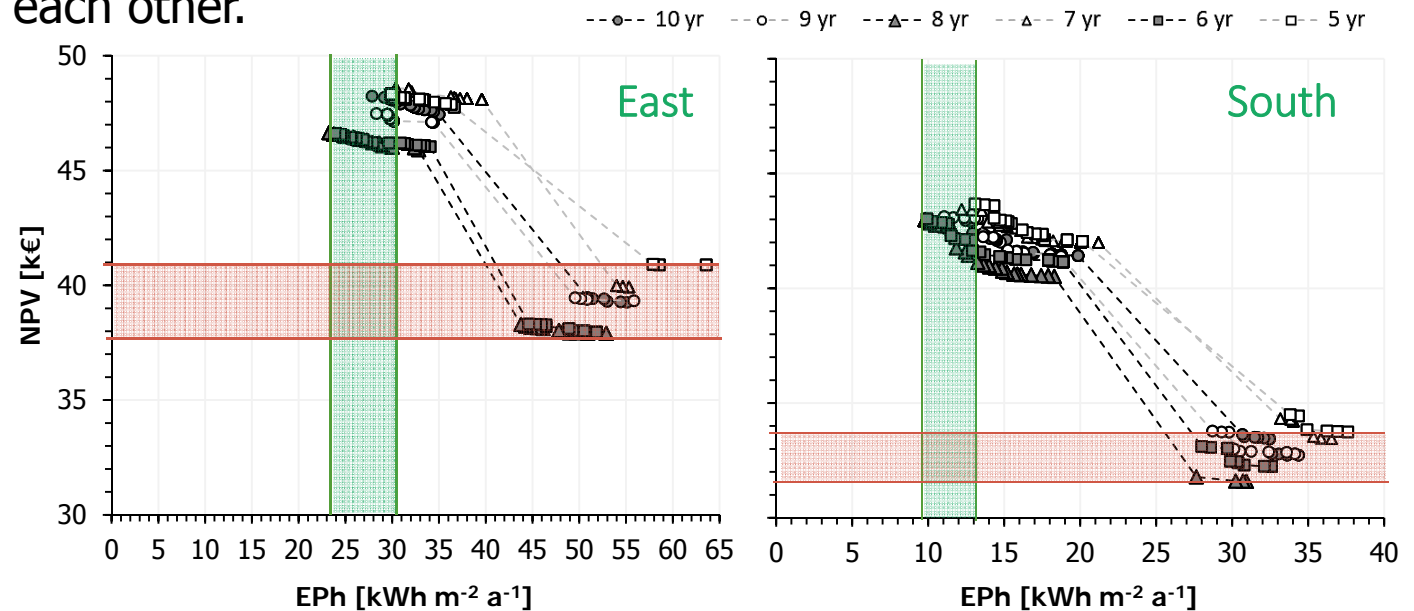 each other.
10 yr 9 yr 8 yr 7 yr 6 yr 5 yr
East
South
NPV [k€]
50
45
40
35
30
0 5 10 15 20 25 30 35 40 45 50 55 60 65
0 5 10 15 20 25 30 35 40
EPh [kWh m⁻² a⁻¹]
EPh [kWh m⁻² a⁻¹]